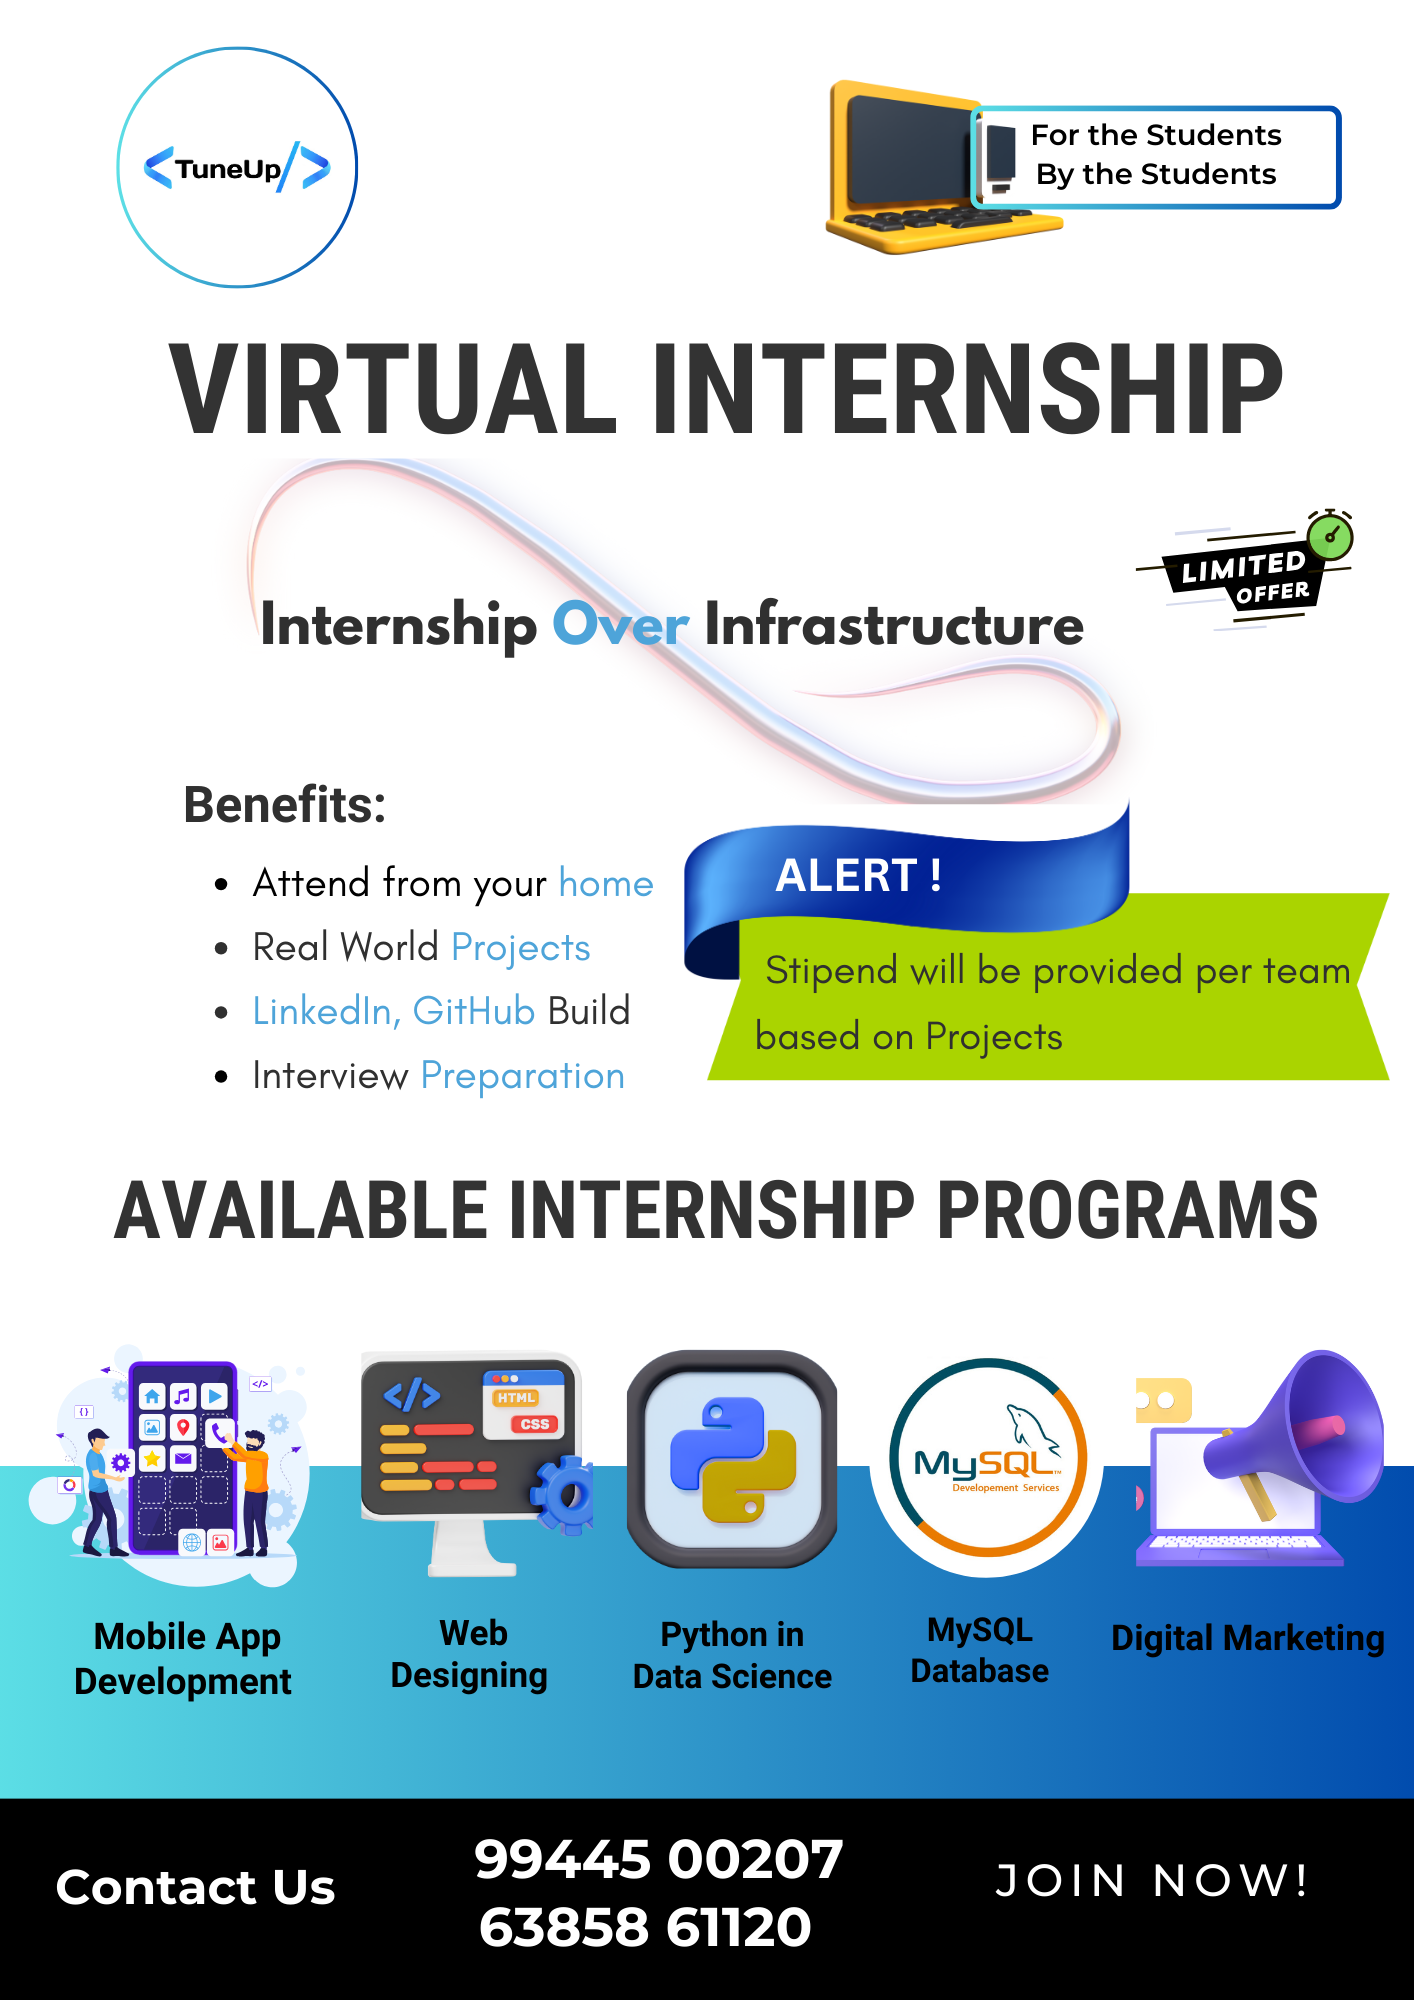 <TuneUp/>
For the Students
By the Students
VIRTUAL INTERNSHIP
LIMITED
OFFER
Internship Over Infrastructure
Benefits:
• Attend from your home
• Real World Projects
• LinkedIn, GitHub Build
• Interview Preparation
ALERT !
Stipend will be provided per team
based on Projects
AVAILABLE INTERNSHIP PROGRAMS
</>
{}
</>
HTML
CSS
MySQL TM
Developement Services
Mobile App
Development
Web
Designing
Python in
Data Science
MySQL
Database
Digital Marketing
Contact Us
99445 00207
63858 61120
JOIN NOW!